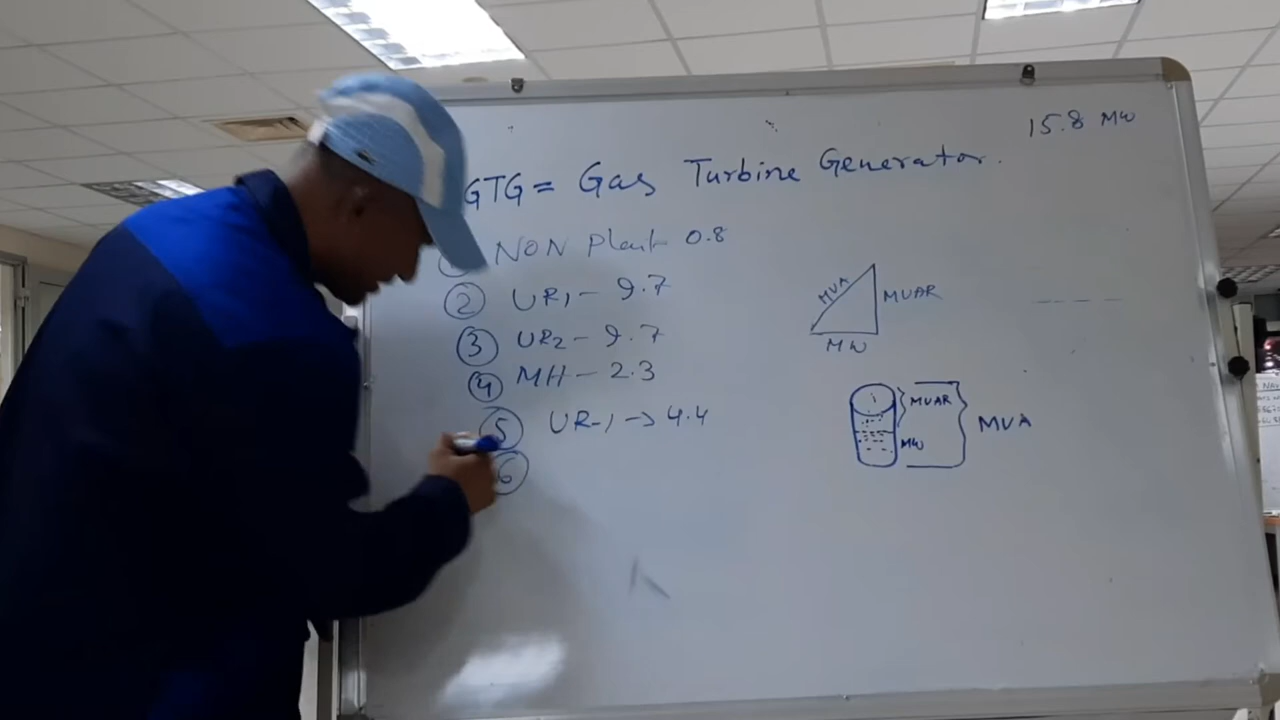 15.8 MW
GTG = Gas Turbine Generator.
NON Plant 0.8
2 UR1 - 9.7
3 UR2 - 9.7
4 MH - 2.3
5 UR-1 -> 4.4
6
MVA
MVAR
MW
MVAR
MW
MVA